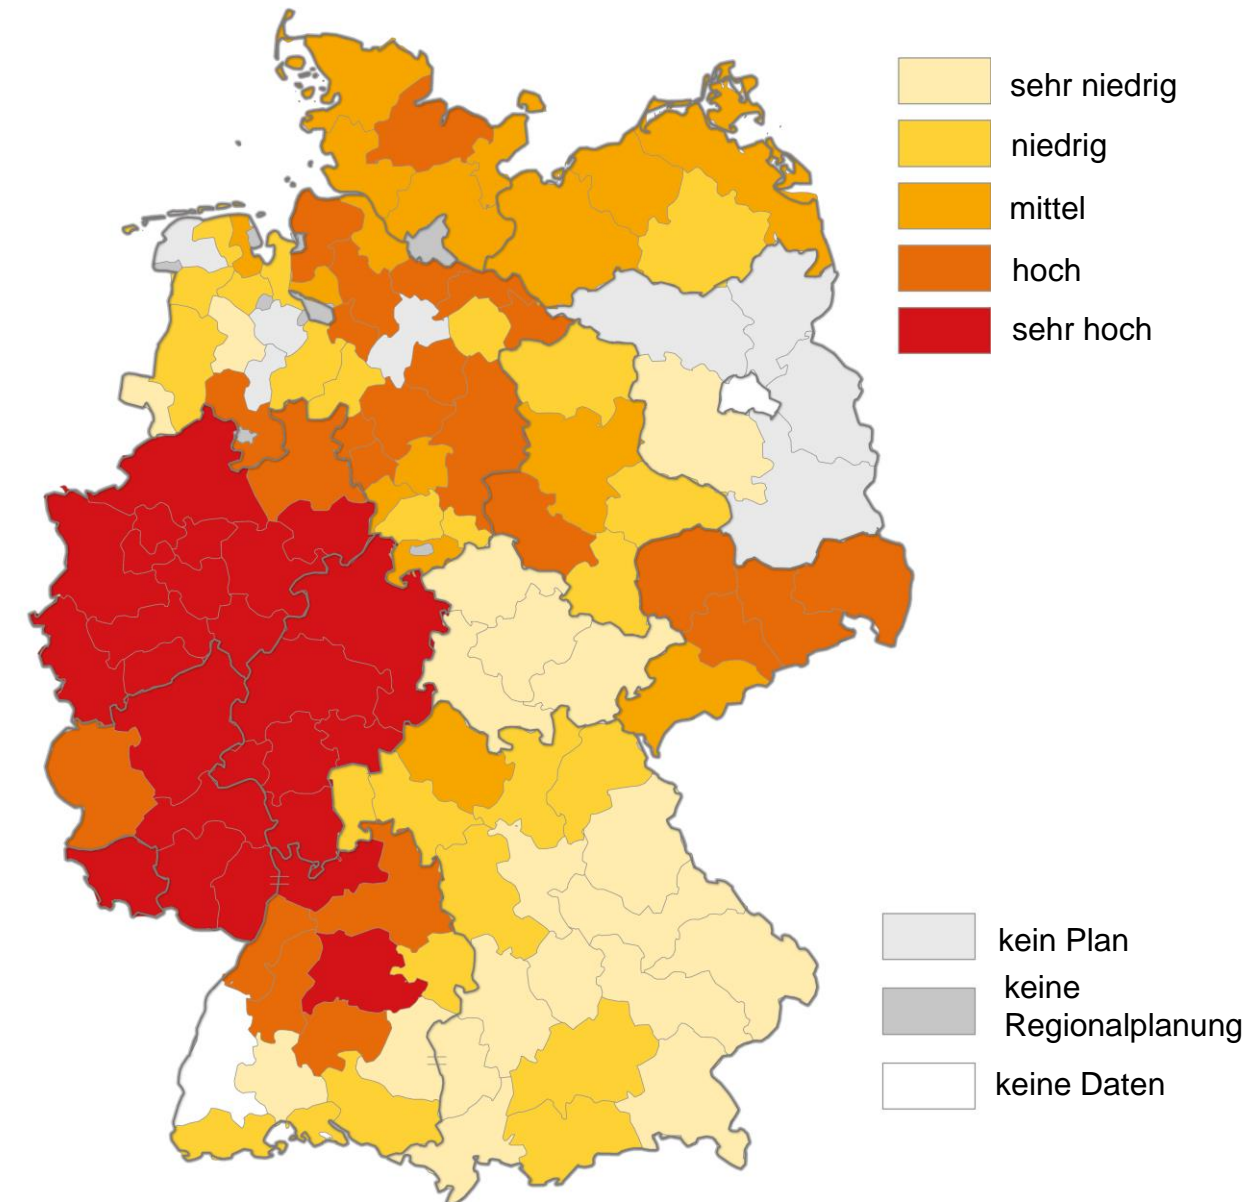 sehr niedrig
niedrig
mittel
hoch
sehr hoch
kein Plan
keine
Regionalplanung
keine Daten